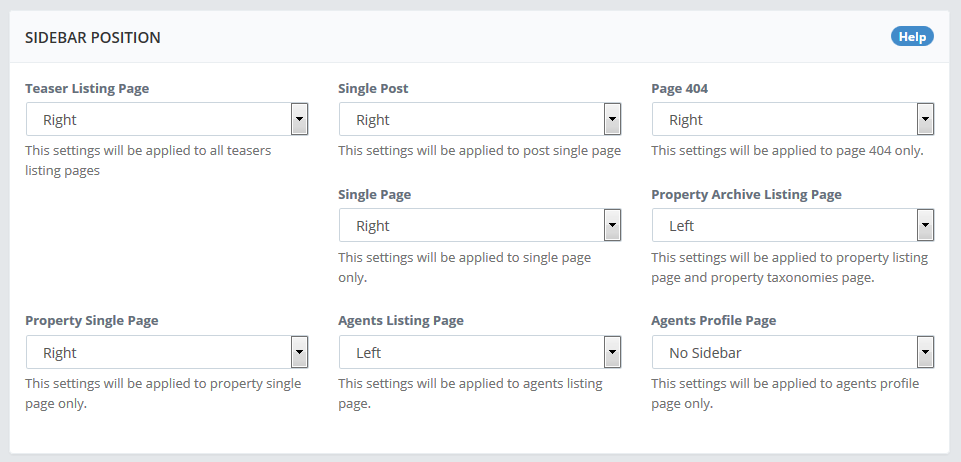 SIDEBAR POSITION
Help
Teaser Listing Page
Right
This settings will be applied to all teasers
listing pages
Single Post
Right
This settings will be applied to post single page
Page 404
Right
This settings will be applied to page 404 only.
Single Page
Right
This settings will be applied to single page
only.
Property Archive Listing Page
Left
This settings will be applied to property listing
page and property taxonomies page.
Property Single Page
Right
This settings will be applied to property single
page only.
Agents Listing Page
Left
This settings will be applied to agents listing
page.
Agents Profile Page
No Sidebar
This settings will be applied to agents profile
page only.